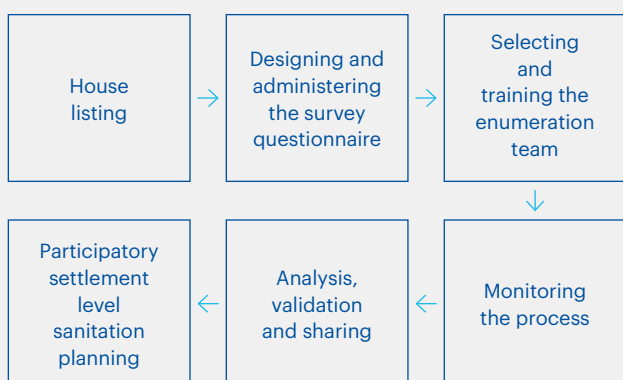 House
listing
Designing and
administering
the survey
questionnaire
Selecting
and
training the
enumeration
team
Monitoring
the process
Analysis,
validation
and sharing
Participatory
settlement
level
sanitation
planning